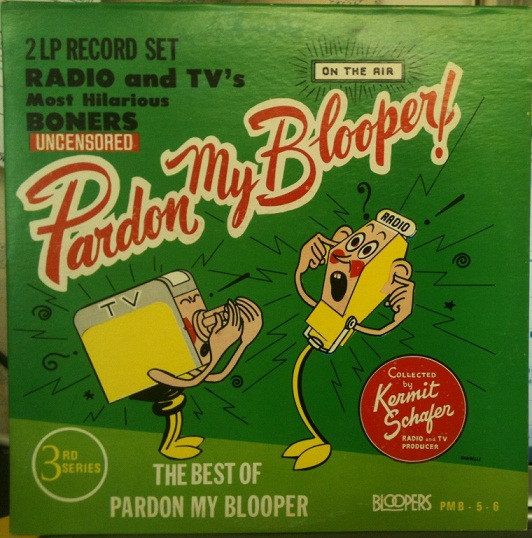 2 LP RECORD SET
RADIO and TV's
Most Hilarious
BONERS
UNCENSORED
ON THE AIR
Pardon My Blooper!
RADIO
TV
COLLECTED
by
Kermit
Schafer
RADIO and TV
PRODUCER
3RD
SERIES
THE BEST OF
PARDON MY BLOOPER
BLOOPERS PMB-5-6